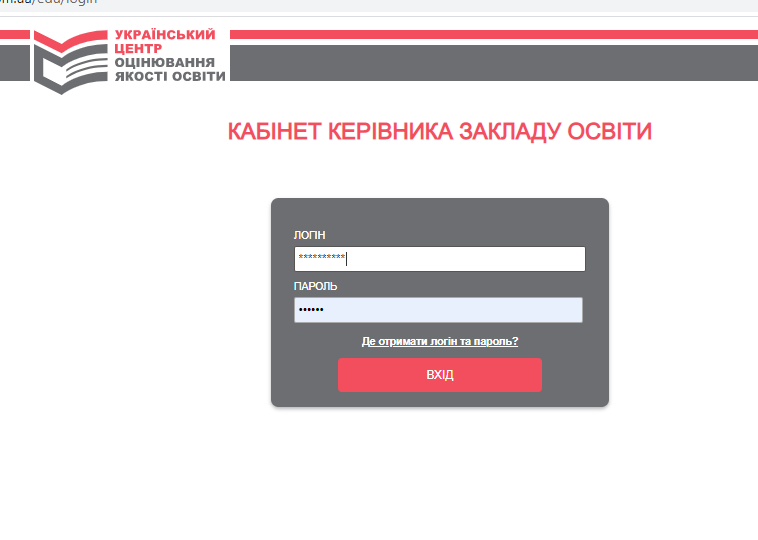 УКРАЇНСЬКИЙ
ЦЕНТР
ОЦІНЮВАННЯ
ЯКОСТІ ОСВІТИ
КАБІНЕТ КЕРІВНИКА ЗАКЛАДУ ОСВІТИ
ЛОГІН
**********
ПАРОЛЬ
••••••
Де отримати логін та пароль?
ВХІД